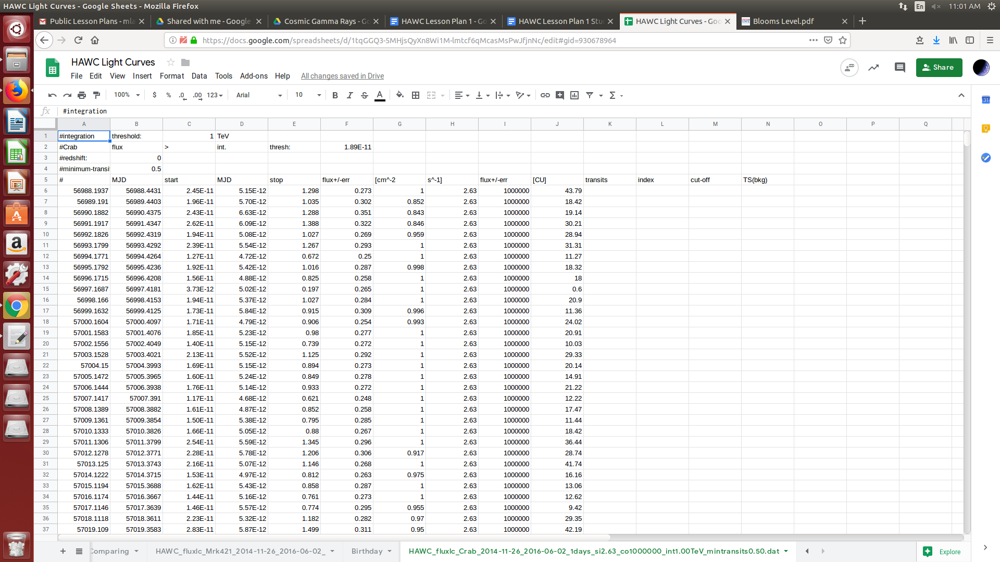 HAWC Light Curves - Google Sheets - Mozilla Firefox
En
11:01 AM
Public Lesson Plans - mla
Shared with me - Google
Cosmic Gamma Rays - Go
HAWC Lesson Plan 1 - Go
HAWC Lesson Plan 1 Stu
HAWC Light Curves - Goo
Blooms Level.pdf
https://docs.google.com/spreadsheets/d/1tqGGQ3-5MHjsQyXn8Wi1M-lmtcf6qMcasMsPwJfjnNc/edit#gid=930678964
HAWC Light Curves
Share
File Edit View Insert Format Data Tools Add-ons Help All changes saved in Drive
100% $ % .0 .00 123 Arial 10 B I S A Σ
31
fx #integration
A B C D E F G H I J K L M N O P Q
1 #integration threshold: 1 TeV
2 #Crab flux > int. thresh: 1.89E-11
3 #redshift: 0
4 #minimum-transi 0.5
5 # MJD start MJD stop flux+/-err [cm^-2 s^-1] flux+/-err [CU] transits index cut-off TS(bkg)
6 56988.1937 56988.4431 2.45E-11 5.15E-12 1.298 0.273 1 2.63 1000000 43.79
7 56989.191 56989.4403 1.96E-11 5.70E-12 1.035 0.302 0.852 2.63 1000000 18.42
8 56990.1882 56990.4375 2.43E-11 6.63E-12 1.288 0.351 0.843 2.63 1000000 19.14
9 56991.1917 56991.4347 2.62E-11 6.09E-12 1.388 0.322 0.846 2.63 1000000 30.21
10 56992.1826 56992.4319 1.94E-11 5.08E-12 1.027 0.269 0.959 2.63 1000000 28.94
11 56993.1799 56993.4292 2.39E-11 5.54E-12 1.267 0.293 1 2.63 1000000 31.31
12 56994.1771 56994.4264 1.27E-11 4.72E-12 0.672 0.25 1 2.63 1000000 11.27
13 56995.1792 56995.4236 1.92E-11 5.42E-12 1.016 0.287 0.998 2.63 1000000 18.32
14 56996.1715 56996.4208 1.56E-11 4.88E-12 0.825 0.258 1 2.63 1000000 18
15 56997.1687 56997.4181 3.73E-12 5.02E-12 0.197 0.265 1 2.63 1000000 0.6
16 56998.166 56998.4153 1.94E-11 5.37E-12 1.027 0.284 1 2.63 1000000 20.9
17 56999.1632 56999.4125 1.73E-11 5.84E-12 0.915 0.309 0.996 2.63 1000000 11.36
18 57000.1604 57000.4097 1.71E-11 4.79E-12 0.906 0.254 0.993 2.63 1000000 24.02
19 57001.1583 57001.4076 1.85E-11 5.23E-12 0.98 0.277 1 2.63 1000000 20.91
20 57002.1556 57002.4049 1.40E-11 5.15E-12 0.739 0.272 1 2.63 1000000 10.03
21 57003.1528 57003.4021 2.13E-11 5.52E-12 1.125 0.292 1 2.63 1000000 29.33
22 57004.15 57004.3993 1.69E-11 5.15E-12 0.894 0.273 1 2.63 1000000 20.14
23 57005.1472 57005.3965 1.60E-11 5.24E-12 0.849 0.278 1 2.63 1000000 14.91
24 57006.1444 57006.3938 1.76E-11 5.14E-12 0.933 0.272 1 2.63 1000000 21.22
25 57007.1417 57007.391 1.17E-11 4.68E-12 0.621 0.248 1 2.63 1000000 12.22
26 57008.1389 57008.3882 1.61E-11 4.87E-12 0.852 0.258 1 2.63 1000000 17.47
27 57009.1361 57009.3854 1.50E-11 5.38E-12 0.795 0.285 1 2.63 1000000 11.44
28 57010.1333 57010.3826 1.66E-11 5.05E-12 0.88 0.267 1 2.63 1000000 18.42
29 57011.1306 57011.3799 2.54E-11 5.59E-12 1.345 0.296 1 2.63 1000000 36.44
30 57012.1278 57012.3771 2.28E-11 5.78E-12 1.206 0.306 0.917 2.63 1000000 28.74
31 57013.125 57013.3743 2.16E-11 5.07E-12 1.146 0.268 1 2.63 1000000 41.74
32 57014.1222 57014.3715 1.53E-11 4.97E-12 0.812 0.263 0.975 2.63 1000000 16.16
33 57015.1194 57015.3688 1.62E-11 5.43E-12 0.858 0.287 1 2.63 1000000 13.06
34 57016.1174 57016.3667 1.44E-11 5.16E-12 0.761 0.273 1 2.63 1000000 12.62
35 57017.1146 57017.3639 1.46E-11 5.57E-12 0.774 0.295 0.955 2.63 1000000 9.42
36 57018.1118 57018.3611 2.23E-11 5.32E-12 1.182 0.282 0.97 2.63 1000000 29.35
37 57019.109 57019.3583 2.83E-11 5.87E-12 1.499 0.311 0.95 2.63 1000000 42.19
Comparing HAWC_fluxlc_Mrk421_2014-11-26_2016-06-02_ Birthday HAWC_fluxlc_Crab_2014-11-26_2016-06-02_1days_si2.63_co1000000_int1.00TeV_mintransits0.50.dat Explore